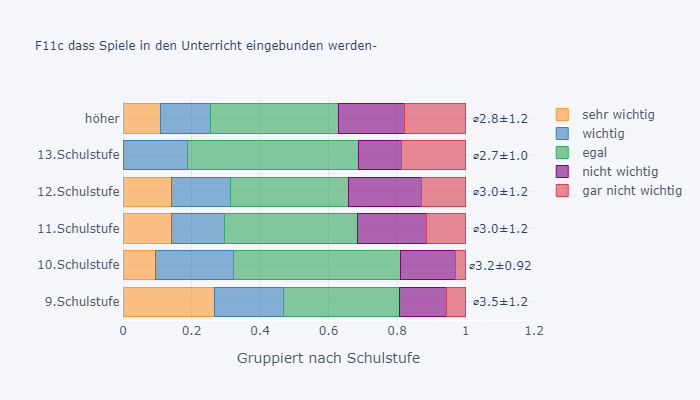 F11c dass Spiele in den Unterricht eingebunden werden-
höher
⌀2.8±1.2
13.Schulstufe
⌀2.7±1.0
12.Schulstufe
⌀3.0±1.2
11.Schulstufe
⌀3.0±1.2
10.Schulstufe
⌀3.2±0.92
9.Schulstufe
⌀3.5±1.2
sehr wichtig
wichtig
egal
nicht wichtig
gar nicht wichtig
0 0.2 0.4 0.6 0.8 1 1.2
Gruppiert nach Schulstufe